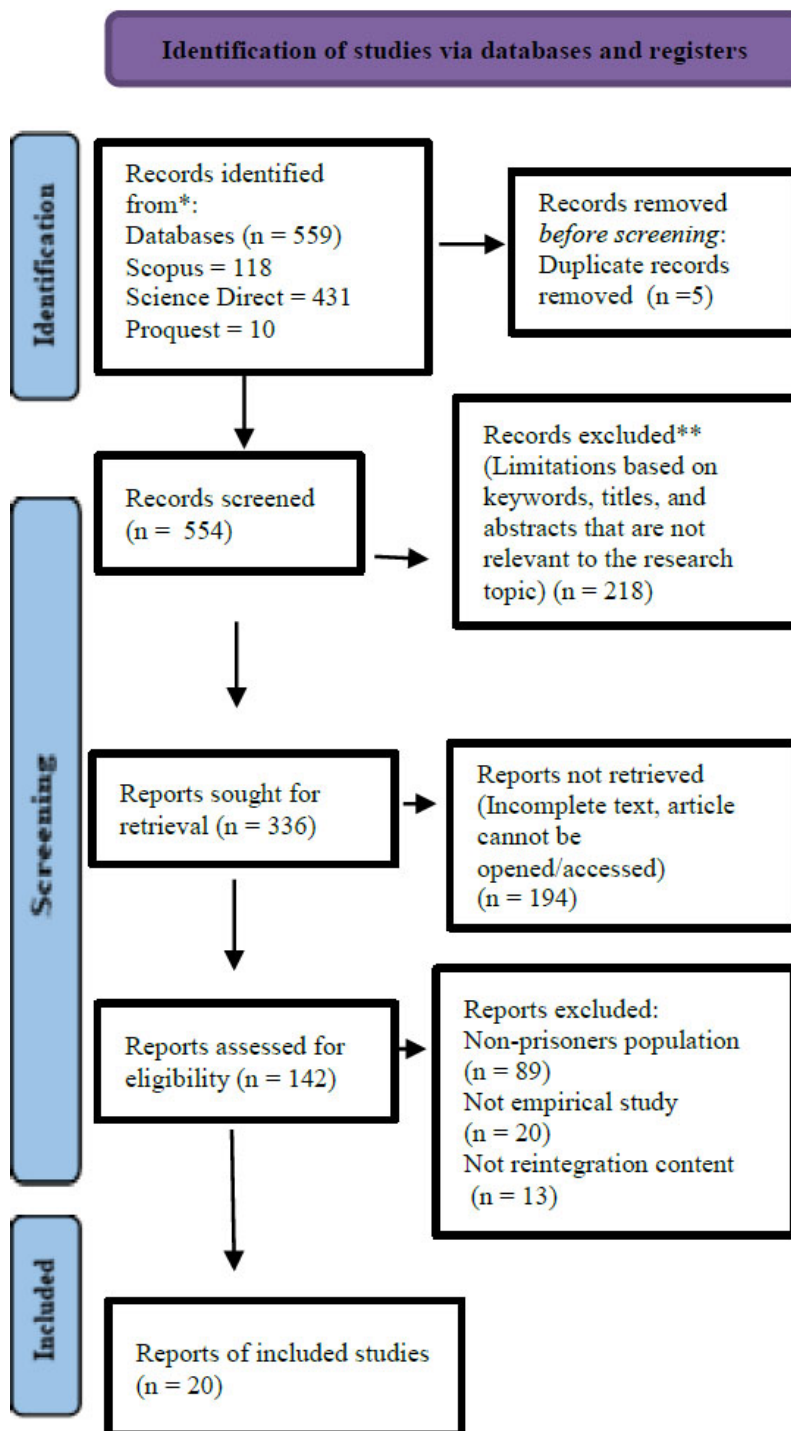 Identification of studies via databases and registers
Identification
Records identified
from*:
Databases (n = 559)
Scopus = 118
Science Direct = 431
Proquest = 10
Records removed
before screening:
Duplicate records
removed (n =5)
Screening
Records screened
(n = 554)
Records excluded**
(Limitations based on
keywords, titles, and
abstracts that are not
relevant to the research
topic) (n = 218)
Reports sought for
retrieval (n = 336)
Reports not retrieved
(Incomplete text, article
cannot be
opened/accessed)
(n = 194)
Reports assessed for
eligibility (n = 142)
Reports excluded:
Non-prisoners population
(n = 89)
Not empirical study
(n = 20)
Not reintegration content
(n = 13)
Included
Reports of included studies
(n = 20)